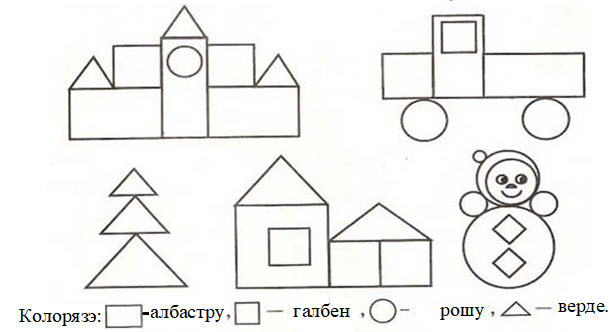 Колорязэ: -албастру, — галбен , - рошу , — верде.